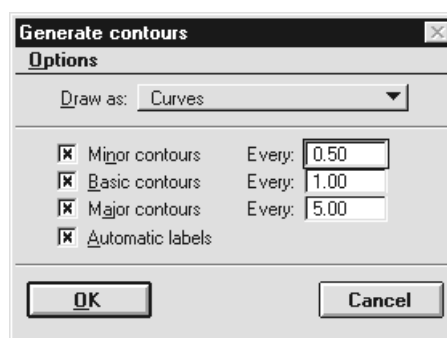 Generate contours
Options
Draw as: Curves
Minor contours Every: 0.50
Basic contours Every: 1.00
Major contours Every: 5.00
Automatic labels
OK Cancel